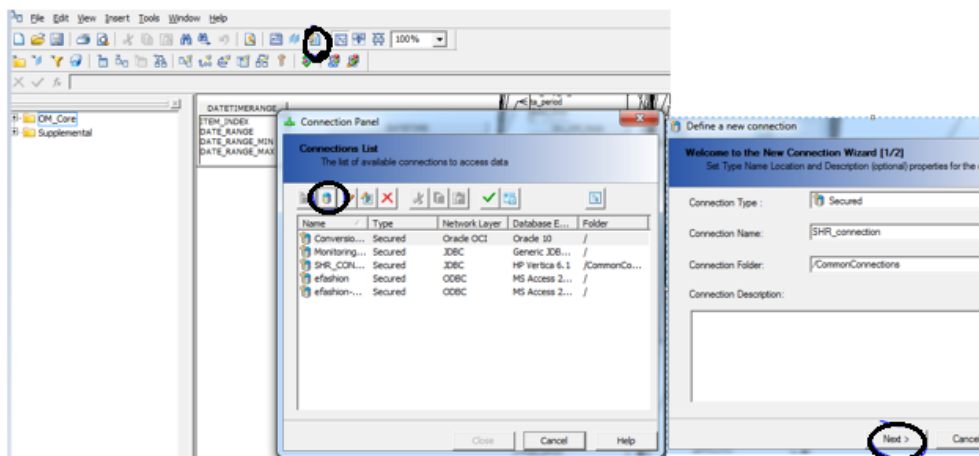 File Edit View Insert Tools Window Help
100%
OM_Core
Supplemental
DATETIMERANGE
ITEM_INDEX
DATE_RANGE
DATE_RANGE_MIN
DATE_RANGE_MAX
ta_period
Connection Panel
Connections List
The list of available connections to access data
Name Type Network Layer Database E... Folder
Conversio... Secured Oracle OCI Oracle 10 /
Monitoring... Secured JDBC Generic JDB... /
SHR_CON... Secured JDBC HP Vertica 6.1 /CommonCo...
efashion Secured ODBC MS Access 2... /
efashion-... Secured ODBC MS Access 2... /
Close Cancel Help
Define a new connection
Welcome to the New Connection Wizard [1/2]
Set Type Name Location and Description (optional) properties for the
Connection Type : Secured
Connection Name: SHR_connection
Connection Folder: /CommonConnections
Connection Description:
Next > Cance